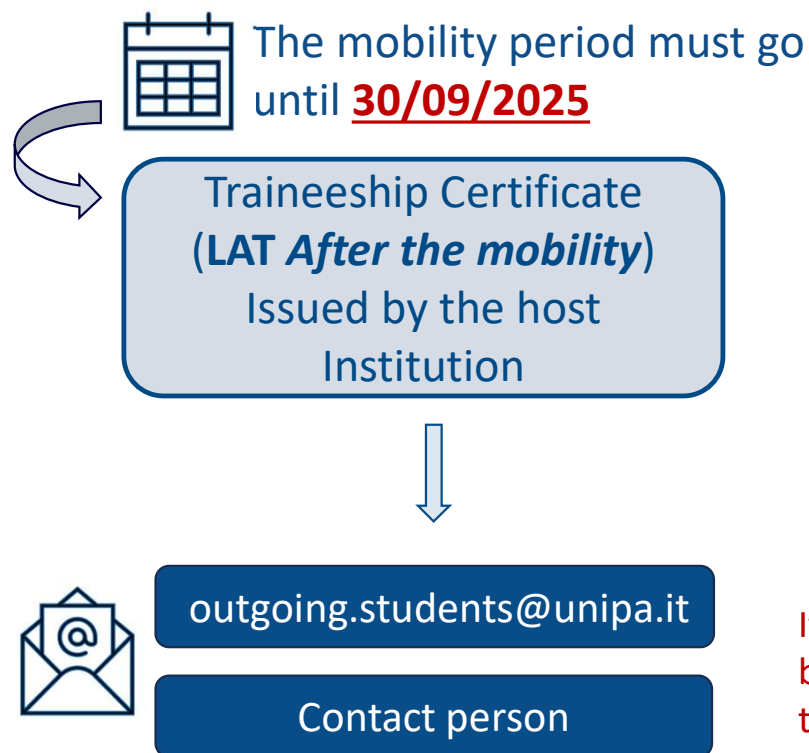 The mobility period must go
until 30/09/2025
Traineeship Certificate
(LAT After the mobility)
Issued by the host
Institution
@
outgoing.students@unipa.it
Contact person